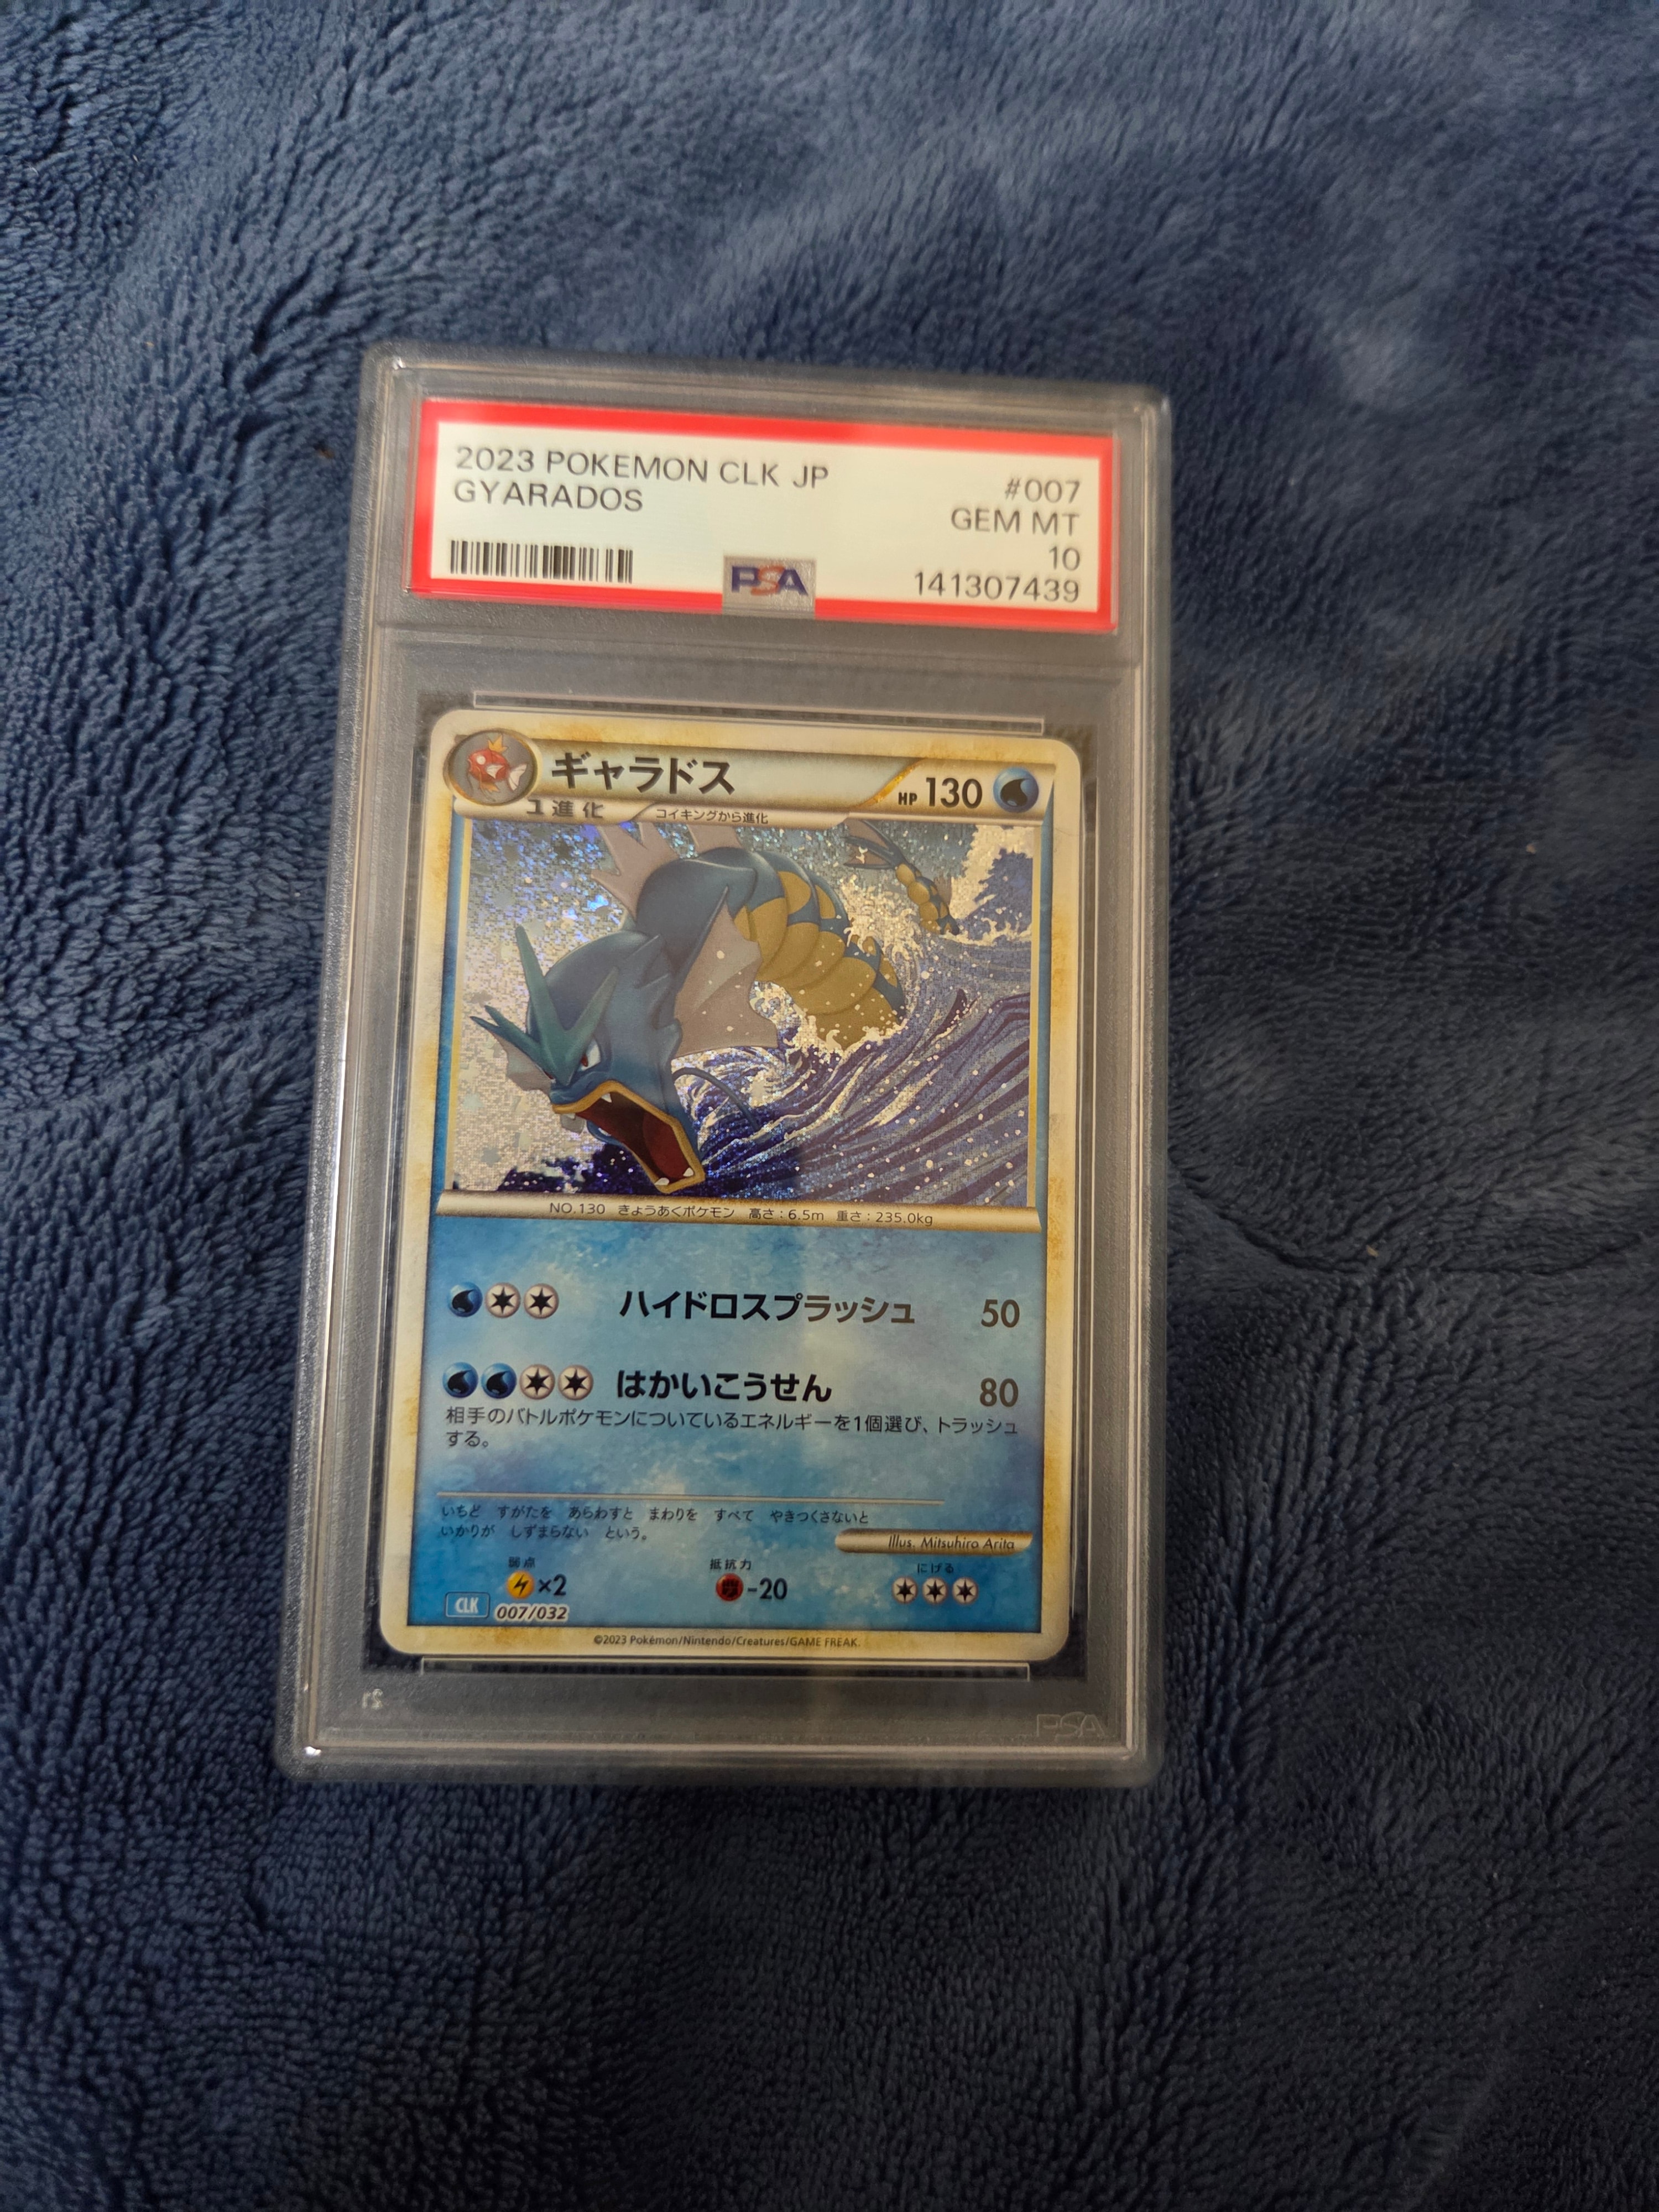 2023 POKEMON CLK JP
#007
GYARADOS
GEM MT
10
PSA
141307439
ギャラドス
HP 130
1進化
コイキングから進化
NO.130 きょうあくポケモン 高さ:6.5m 重さ:235.0kg
ハイドロスプラッシュ 50
はかいこうせん 80
相手のバトルポケモンについているエネルギーを1個選び、トラッシュ
する。
いちど すがたを あらわすと まわりを すべて やきつくさないと
いかりが しずまらない という。
Illus. Mitsuhiro Arita
弱点
×2
抵抗力
-20
にげる
CLK
007/032
©2023 Pokémon/Nintendo/Creatures/GAME FREAK.
PSA